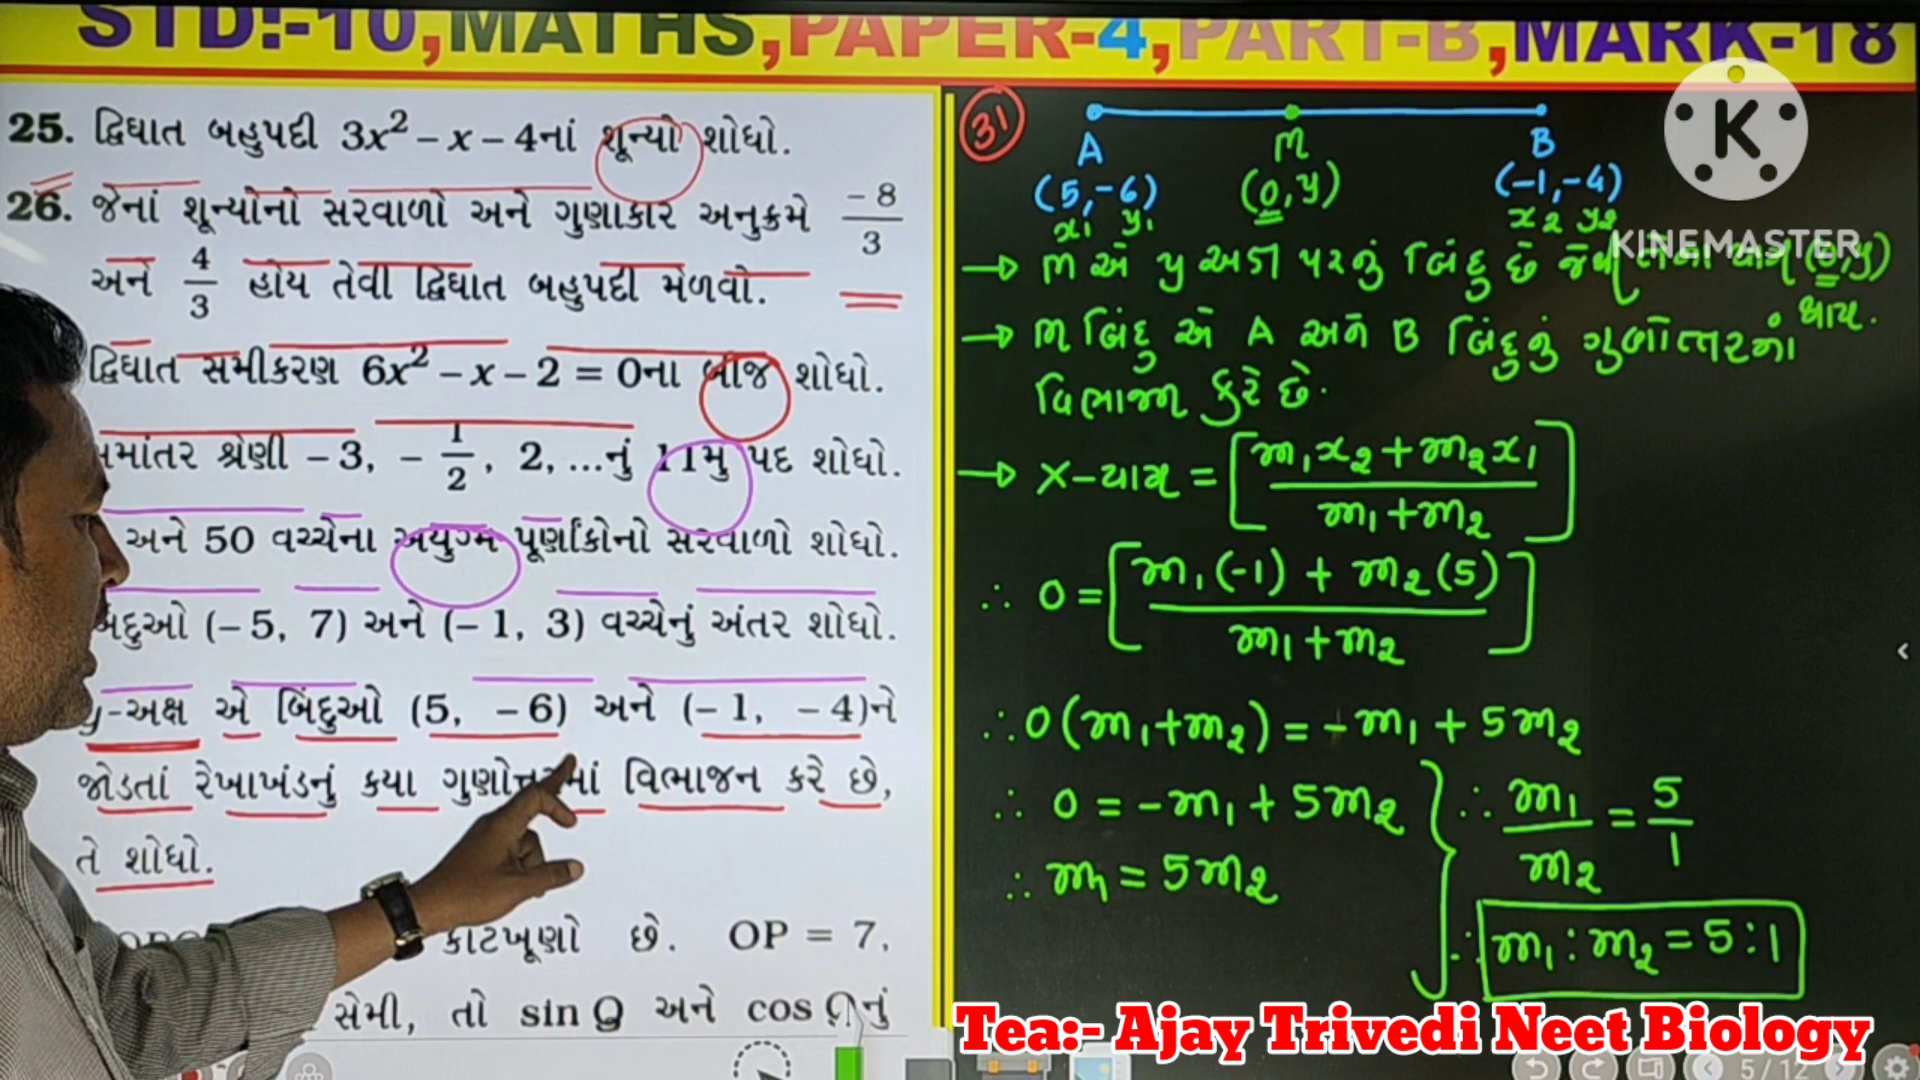 STD:-10,MATHS,PAPER-4,PART-B,MARK-18
25. દ્વિઘાત બહુપદી 3x² – x – 4નાં શૂન્યો શોધો.
26. જેનાં શૂન્યોનો સરવાળો અને ગુણાકાર અનુક્રમે –8/3
અને 4/3 હોય તેવી દ્વિઘાત બહુપદી મેળવો.
દ્વિઘાત સમીકરણ 6x² – x – 2 = 0ના બીજ શોધો.
સમાંતર શ્રેણી – 3, – 1/2, 2, ...નું 11મુ પદ શોધો.
અને 50 વચ્ચેના અયુગ્મ પૂર્ણાંકોનો સરવાળો શોધો.
બિંદુઓ (– 5, 7) અને (– 1, 3) વચ્ચેનું અંતર શોધો.
y-અક્ષ એ બિંદુઓ (5, – 6) અને (– 1, – 4)ને
જોડતાં રેખાખંડનું કયા ગુણોત્તરમાં વિભાજન કરે છે,
તે શોધો.
કાટખૂણો છે. OP = 7,
સેમી, તો sin Q અને cos Qનું
31
A M B
(5,-6) (0,y) (-1,-4)
x₁ y₁ x₂ y₂
→ M એ y અક્ષ પરનું બિંદુ છે જેથી તેના યામ (0,y)
થાય.
→ M બિંદુ એ A અને B બિંદુનું ગુણોત્તરમાં
વિભાજન કરે છે.
→ X-યામ = [m₁x₂+m₂x₁ / m₁+m₂]
∴ 0 = [m₁(-1) + m₂(5) / m₁+m₂]
∴ 0(m₁+m₂) = -m₁ + 5m₂
∴ 0 = -m₁ + 5m₂
∴ m₁ = 5m₂
∴ m₁/m₂ = 5/1
∴ m₁ : m₂ = 5:1
K
KINEMASTER
Tea:- Ajay Trivedi Neet Biology
5/12